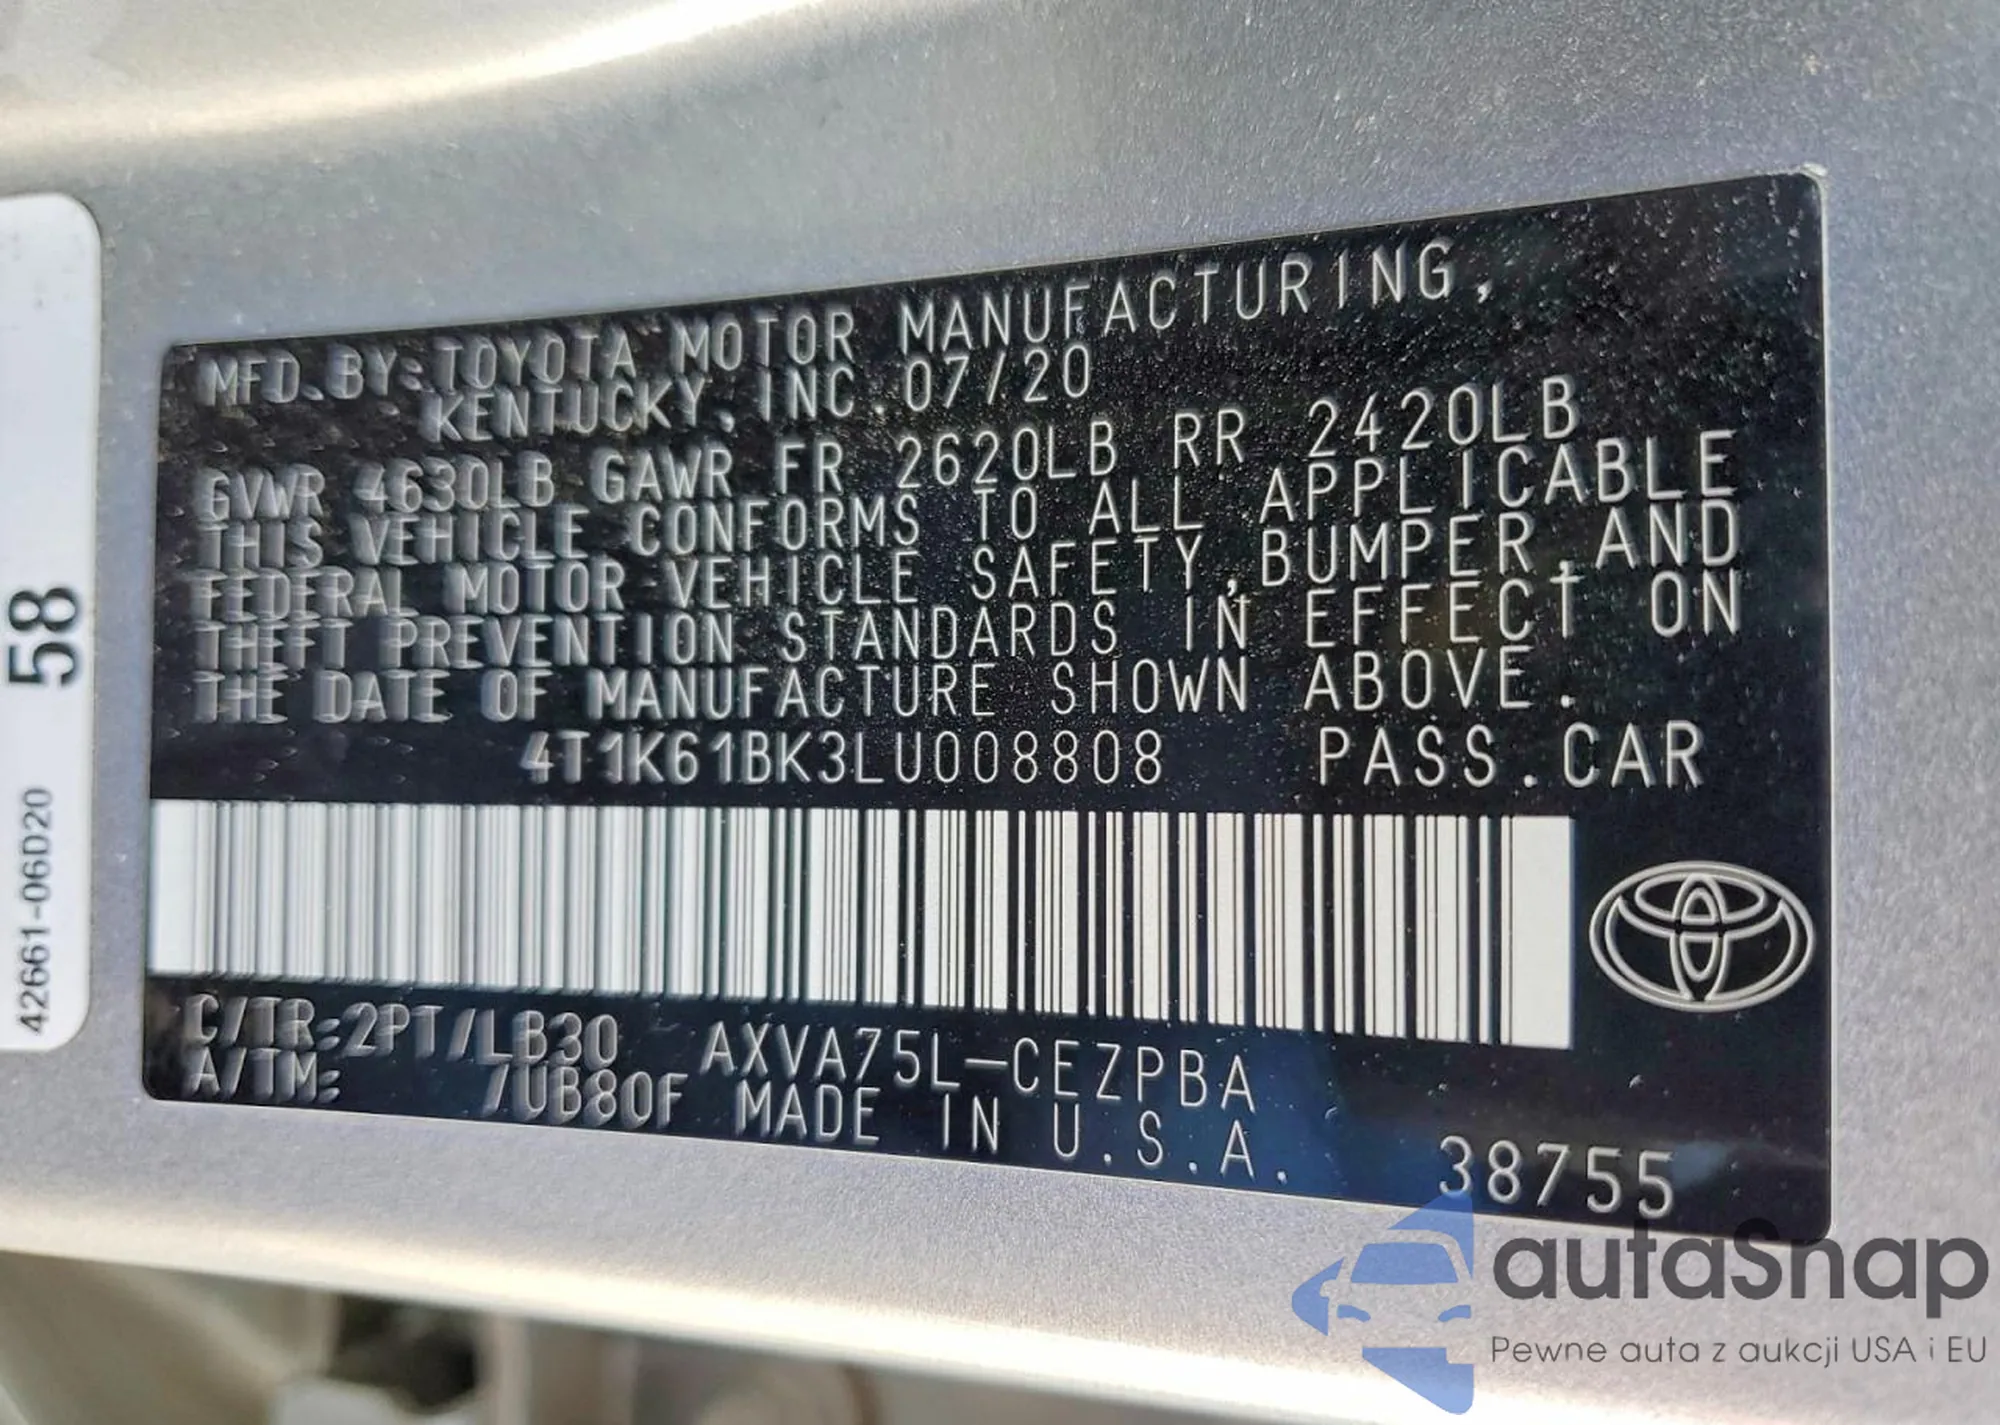 MFD.BY:TOYOTA MOTOR MANUFACTURING,
KENTUCKY, INC.07/20
GVWR 4630LB GAWR FR 2620LB RR 2420LB
THIS VEHICLE CONFORMS TO ALL APPLICABLE
FEDERAL MOTOR VEHICLE SAFETY,BUMPER,AND
THEFT PREVENTION STANDARDS IN EFFECT ON
THE DATE OF MANUFACTURE SHOWN ABOVE.
4T1K61BK3LU008808 PASS.CAR
C/TR:2PT/LB30 AXVA75L-CEZPBA
A/TM: /UB80F MADE IN U.S.A. 38755
58
42661-06D20
autaSnap
Pewne auta z aukcji USA i EU